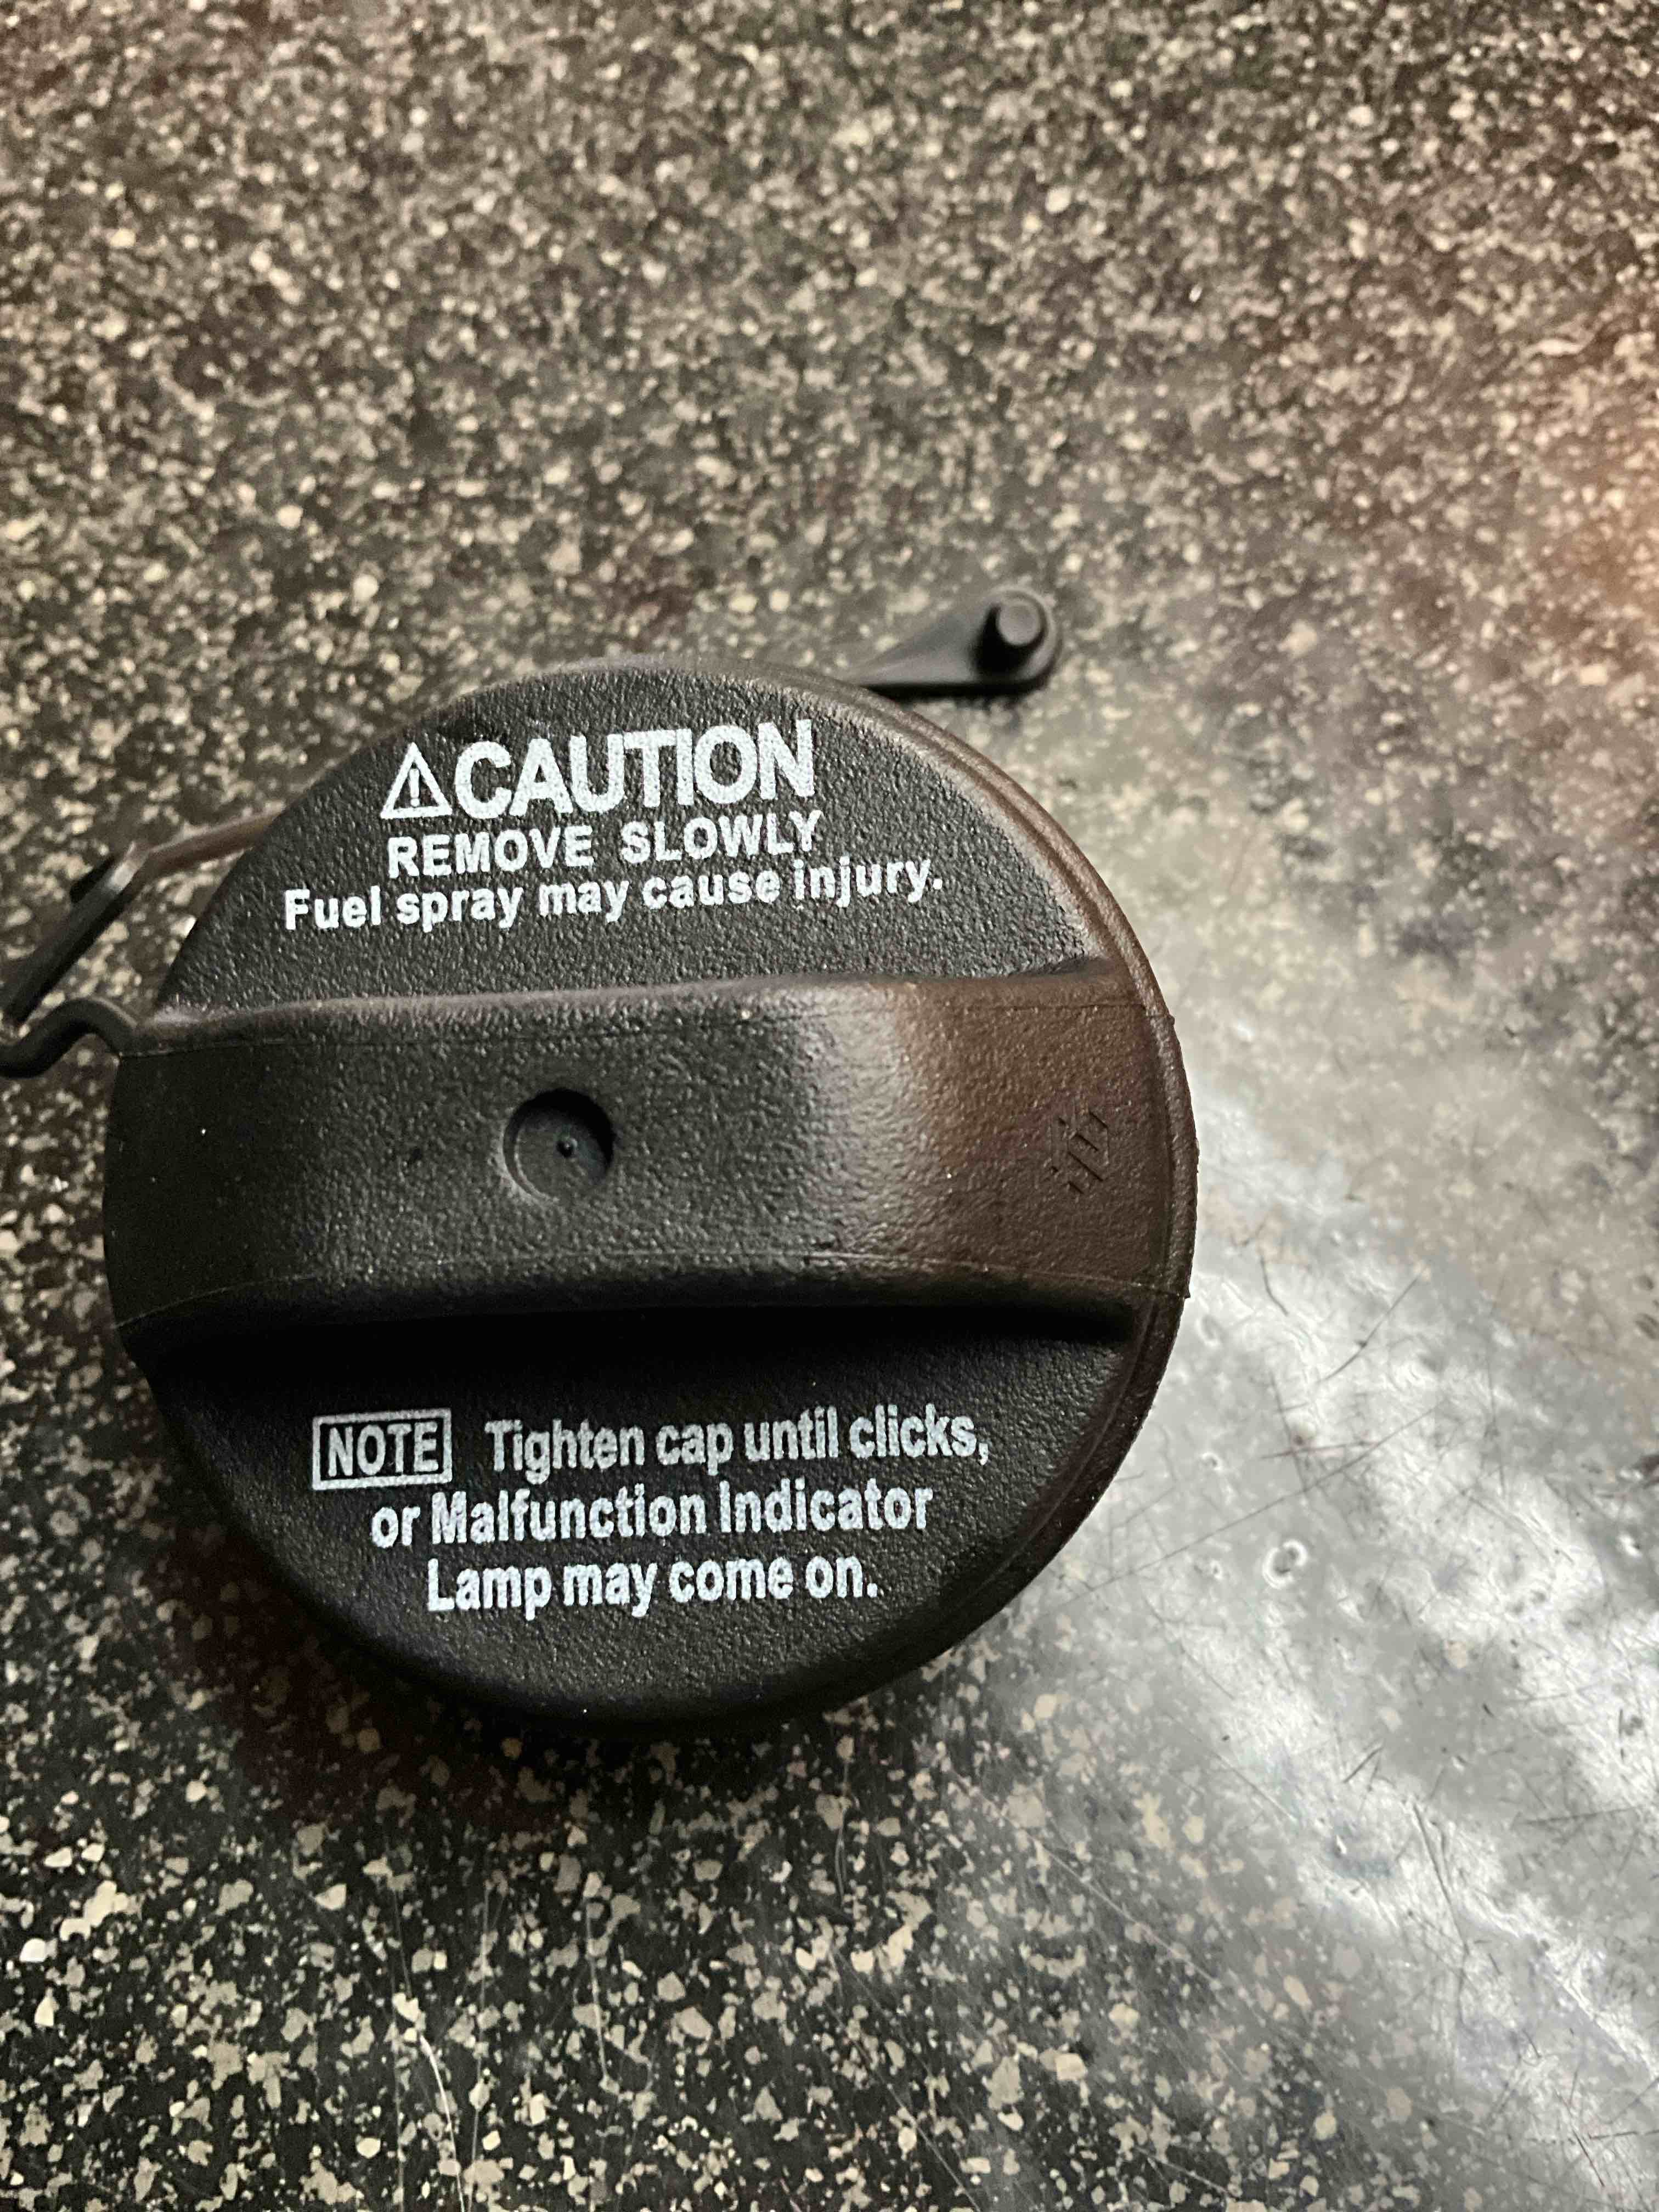 CAUTION
REMOVE SLOWLY
Fuel spray may cause injury.
NOTE Tighten cap until clicks,
or Malfunction Indicator
Lamp may come on.